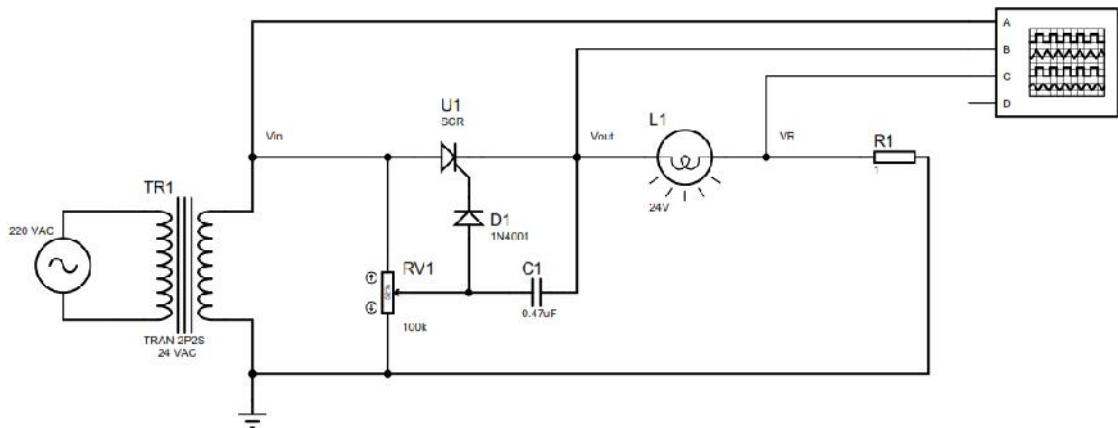 A
B
C
D
U1
SCR
Vin
Vout
L1
VR
R1
1
24V
TR1
220 VAC
D1
1N4001
RV1
C1
0.47uF
100k
TRAN-2P2S
24 VAC